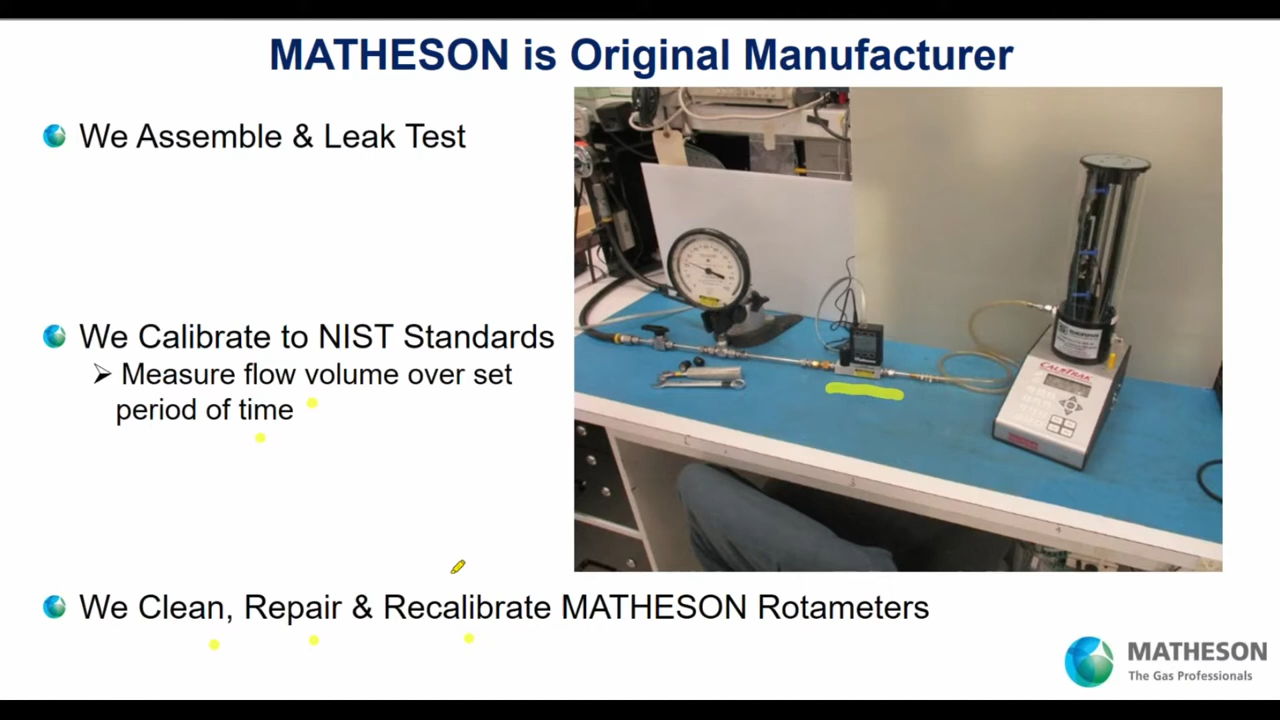 MATHESON is Original Manufacturer
We Assemble & Leak Test
We Calibrate to NIST Standards
➢ Measure flow volume over set
period of time
We Clean, Repair & Recalibrate MATHESON Rotameters
CALTRAK
MATHESON
The Gas Professionals